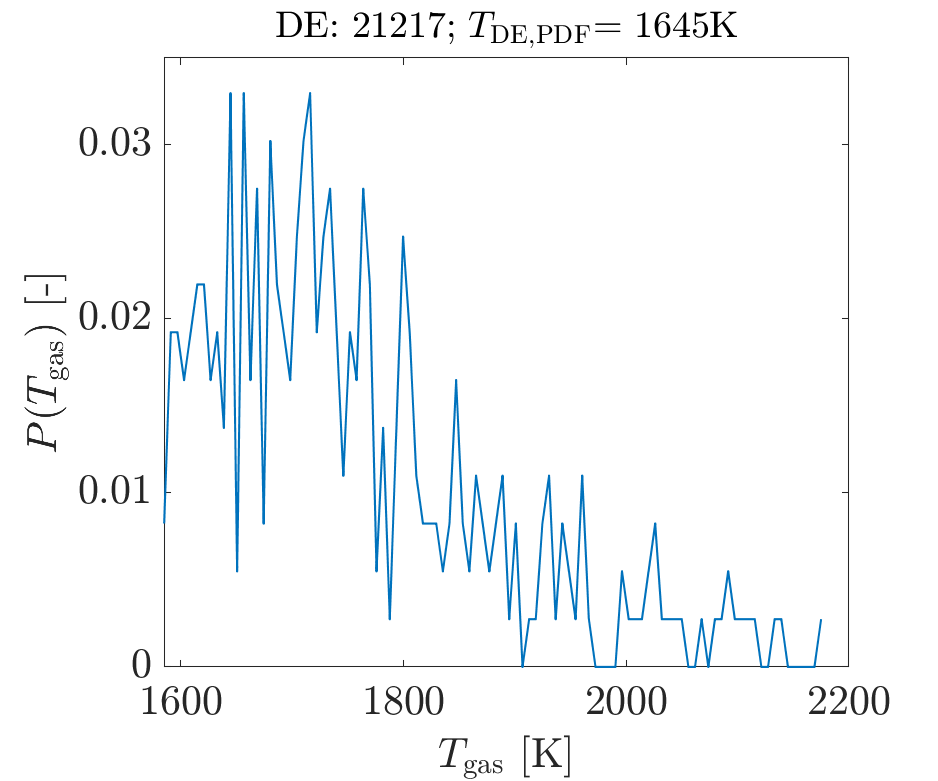 DE: 21217; T_DE,PDF= 1645K
P(T_gas) [-]
0.03
0.02
0.01
0
1600 1800 2000 2200
T_gas [K]